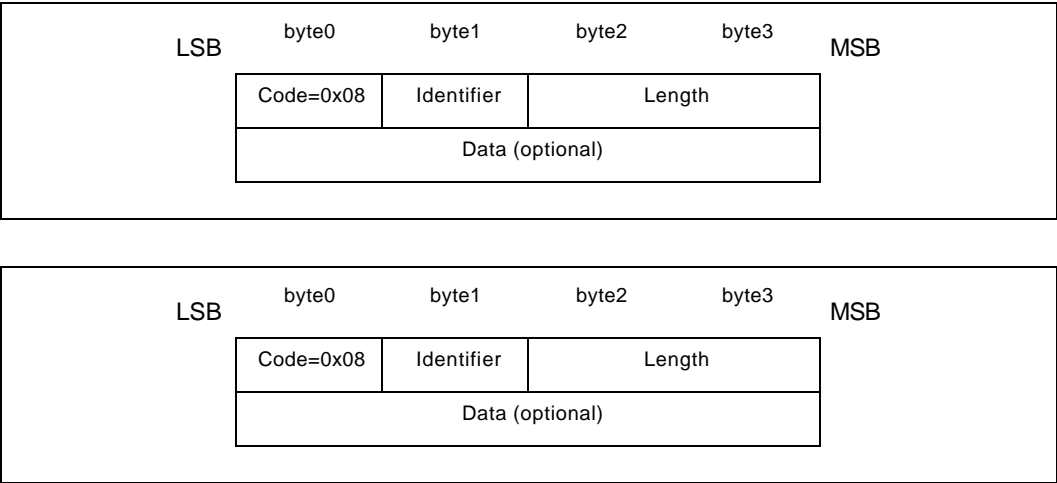 byte0 byte1 byte2 byte3
LSB MSB
Code=0x08 Identifier Length
Data (optional)
byte0 byte1 byte2 byte3
LSB MSB
Code=0x08 Identifier Length
Data (optional)